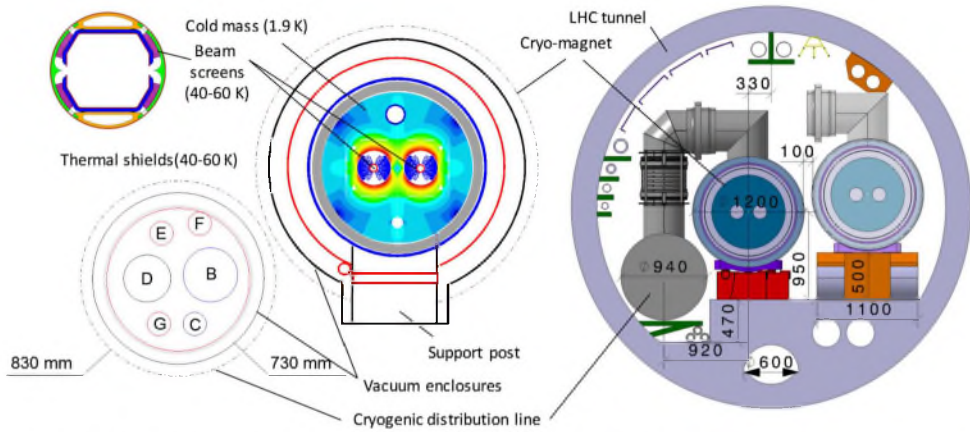 Cold mass (1.9 K)
Beam
screens
(40-60 K)
Thermal shields(40-60 K)
E
F
D
B
G
C
830 mm
730 mm
Support post
Vacuum enclosures
Cryogenic distribution line
LHC tunnel
Cryo-magnet
330
100
1200
940
950
500
470
1100
920
600